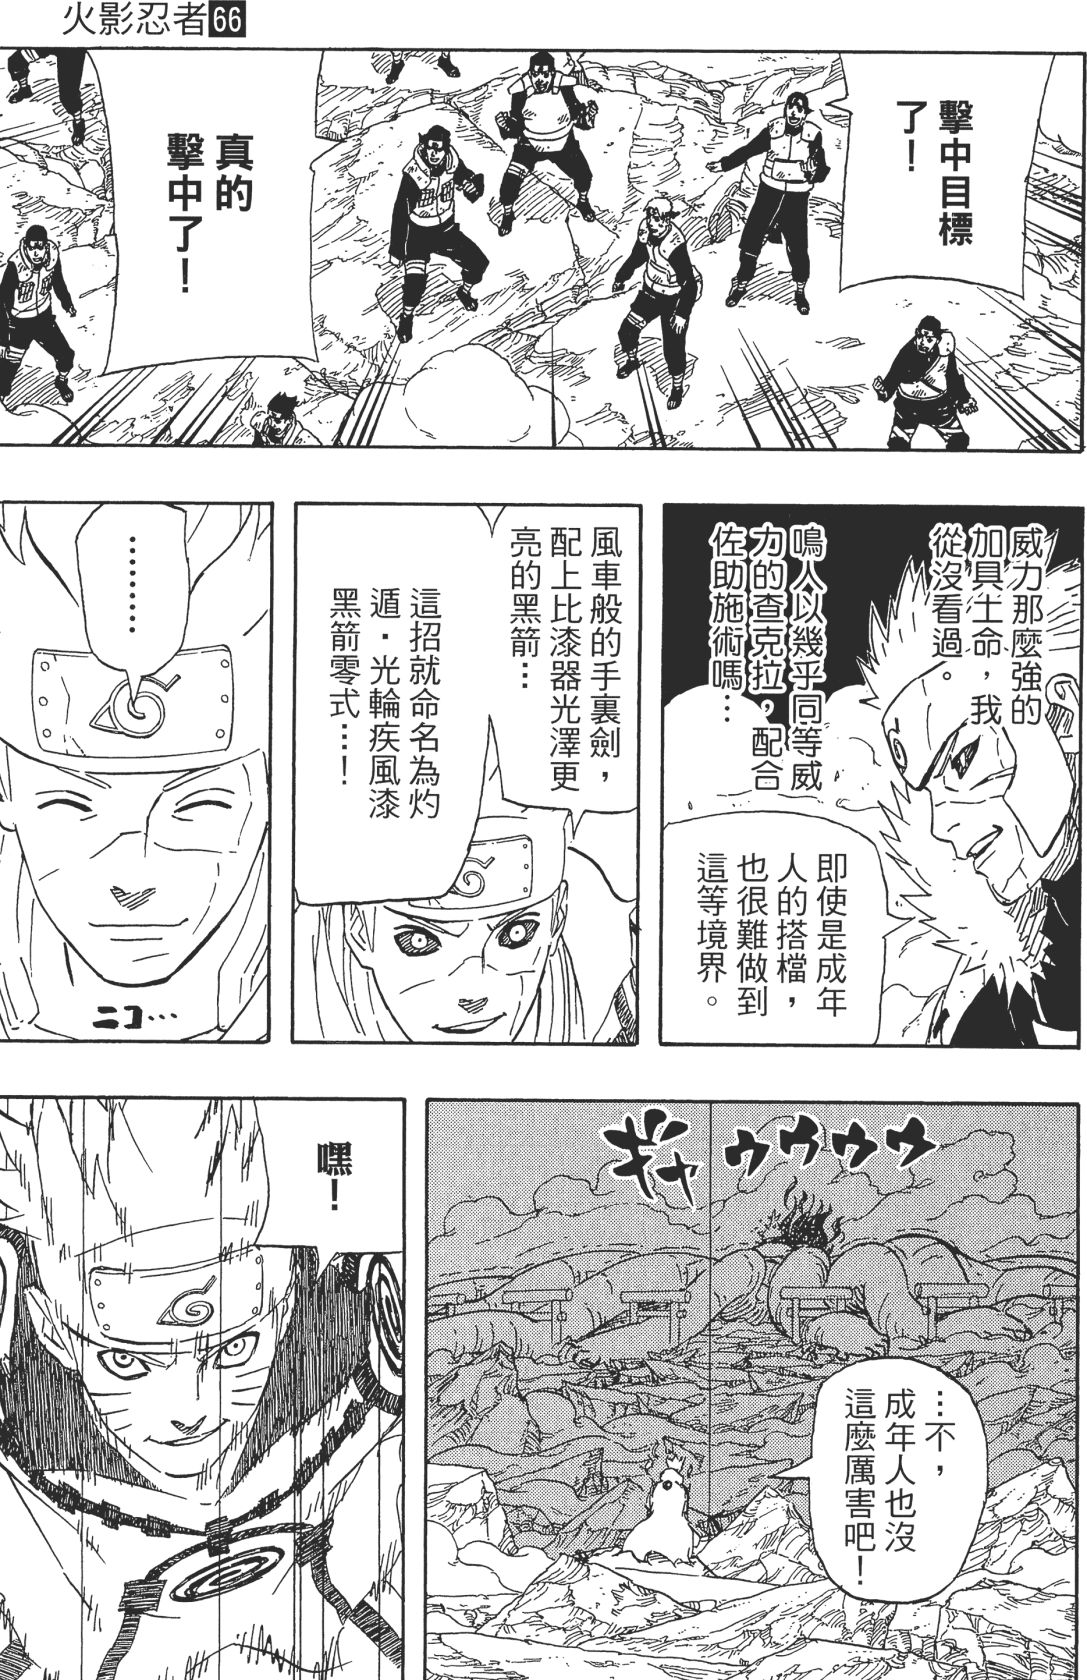 火影忍者66
擊中目標
了！
真的
擊中了！
威力那麼強的
加具土命，我
從沒看過。
鳴人以幾乎同等威
力的查克拉，配合
佐助施術嗎…
即使是成年
人的搭檔，
也很難做到
這等境界。
風車般的手裏劍，
配上比漆器光澤更
亮的黑箭…
這招就命名為灼
遁．光輪疾風漆
黑箭零式…！
………
ニコ…
ギャゥゥゥゥ
…不，
成年人也沒
這麼厲害吧！
嘿！